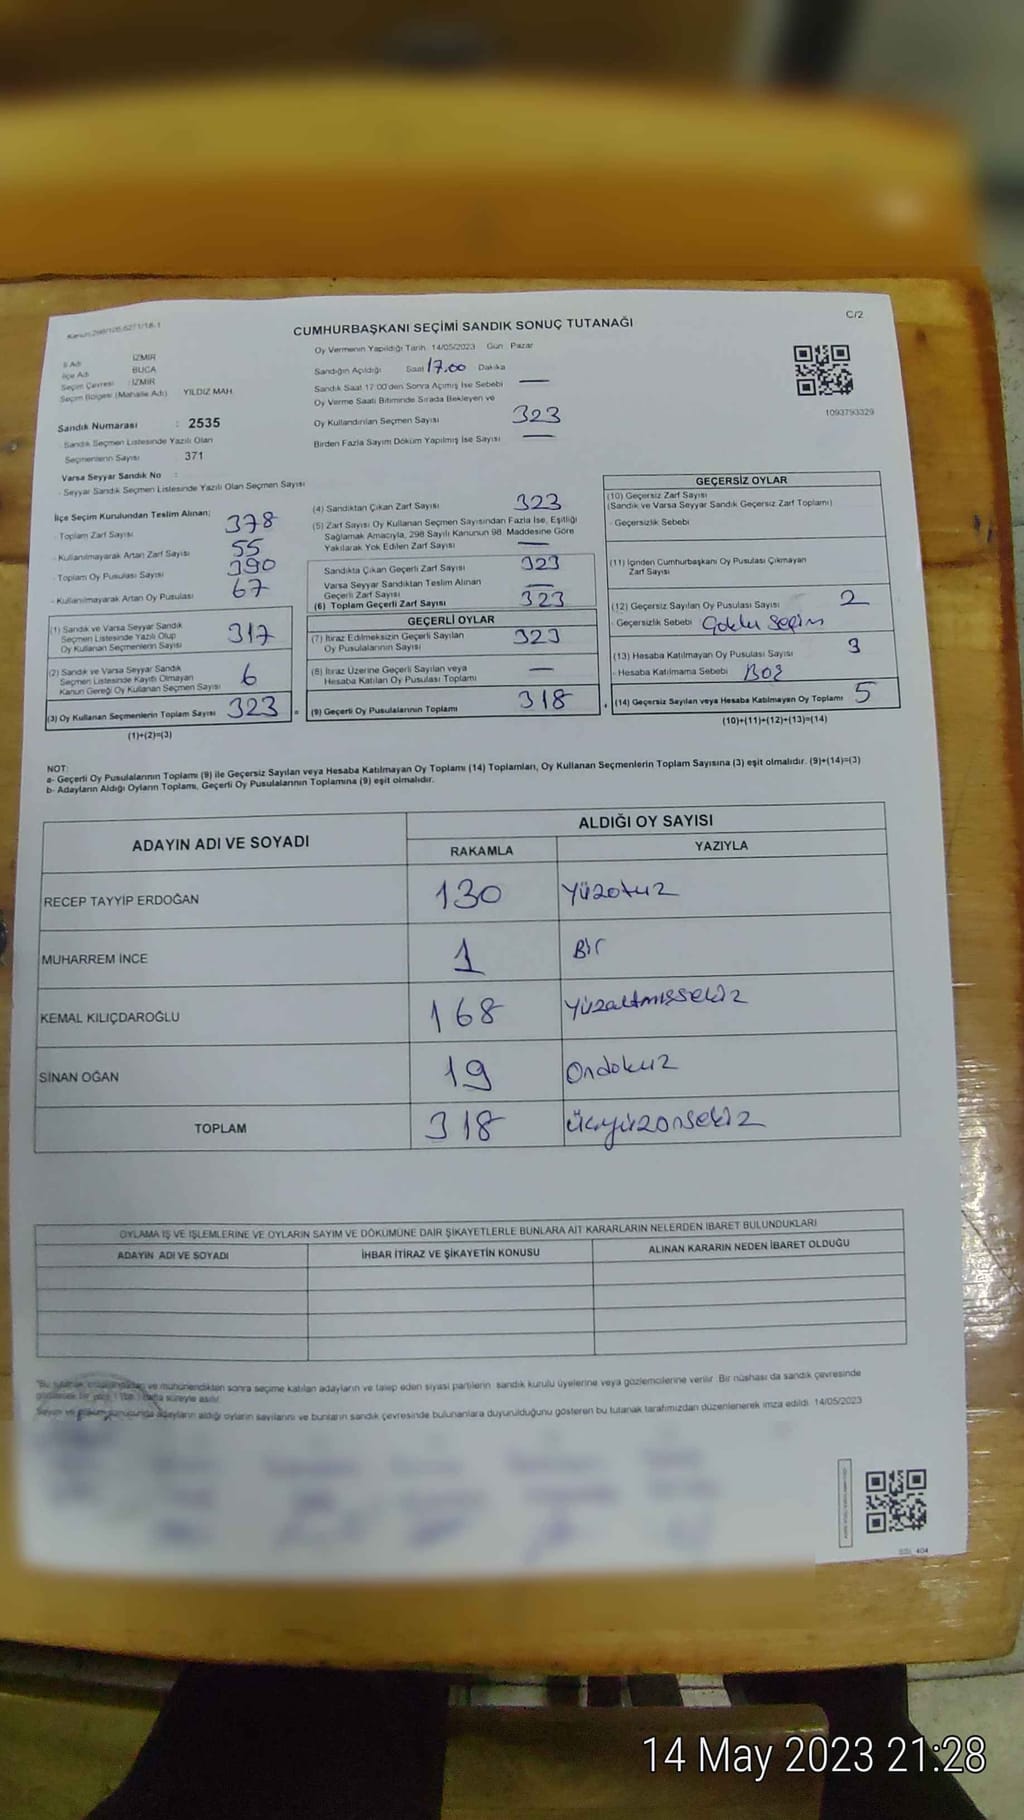 Kanun:298/105,6271/18-1
CUMHURBAŞKANI SEÇİMİ SANDIK SONUÇ TUTANAĞI
C/2
İl Adı : İZMİR
İlçe Adı : BUCA
Seçim Çevresi : İZMİR
Seçim Bölgesi (Mahalle Adı) YILDIZ MAH.
Sandık Numarası : 2535
Sandık Seçmen Listesinde Yazılı Olan
Seçmenlerin Sayısı 371
Varsa Seyyar Sandık No :
- Seyyar Sandık Seçmen Listesinde Yazılı Olan Seçmen Sayısı
Oy Vermenin Yapıldığı Tarih: 14/05/2023 Gün: Pazar
Sandığın Açıldığı Saat 17.00 Dakika
Sandık Saat 17:00'den Sonra Açımış İse Sebebi —
Oy Verme Saati Bitiminde Sırada Bekleyen ve
Oy Kullandırılan Seçmen Sayısı 323
Birden Fazla Sayım Döküm Yapılmış İse Sayısı —
1093793329
İlçe Seçim Kurulundan Teslim Alınan;
- Toplam Zarf Sayısı 378
- Kullanılmayarak Artan Zarf Sayısı 55
- Toplam Oy Pusulası Sayısı 390
- Kullanılmayarak Artan Oy Pusulası 67
(1) Sandık ve Varsa Seyyar Sandık
Seçmen Listesinde Yazılı Olup
Oy Kullanan Seçmenlerin Sayısı 317
(2) Sandık ve Varsa Seyyar Sandık
Seçmen Listesinde Kayıtlı Olmayan
Kanun Gereği Oy Kullanan Seçmen Sayısı 6
(3) Oy Kullanan Seçmenlerin Toplam Sayısı 323 =
(1)+(2)=(3)
(4) Sandıktan Çıkan Zarf Sayısı 323
(5) Zarf Sayısı Oy Kullanan Seçmen Sayısından Fazla İse, Eşitliği
Sağlamak Amacıyla, 298 Sayılı Kanunun 98. Maddesine Göre
Yakılarak Yok Edilen Zarf Sayısı —
Sandıkta Çıkan Geçerli Zarf Sayısı 323
Varsa Seyyar Sandıktan Teslim Alınan
Geçerli Zarf Sayısı —
(6) Toplam Geçerli Zarf Sayısı 323
GEÇERLİ OYLAR
(7) İtiraz Edilmeksizin Geçerli Sayılan
Oy Pusulalarının Sayısı 323
(8) İtiraz Üzerine Geçerli Sayılan veya
Hesaba Katılan Oy Pusulası Toplamı —
(9) Geçerli Oy Pusulalarının Toplamı 318
GEÇERSİZ OYLAR
(10) Geçersiz Zarf Sayısı
(Sandık ve Varsa Seyyar Sandık Geçersiz Zarf Toplamı)
- Geçersizlik Sebebi
(11) İçinden Cumhurbaşkanı Oy Pusulası Çıkmayan
Zarf Sayısı
(12) Geçersiz Sayılan Oy Pusulası Sayısı 2
- Geçersizlik Sebebi Çoklu Seçim
(13) Hesaba Katılmayan Oy Pusulası Sayısı 3
- Hesaba Katılmama Sebebi Boş
(14) Geçersiz Sayılan veya Hesaba Katılmayan Oy Toplamı 5
(10)+(11)+(12)+(13)=(14)
NOT:
a- Geçerli Oy Pusulalarının Toplamı (9) ile Geçersiz Sayılan veya Hesaba Katılmayan Oy Toplamı (14) Toplamları, Oy Kullanan Seçmenlerin Toplam Sayısına (3) eşit olmalıdır. (9)+(14)=(3)
b- Adayların Aldığı Oyların Toplamı, Geçerli Oy Pusulalarının Toplamına (9) eşit olmalıdır.
ADAYIN ADI VE SOYADI ALDIĞI OY SAYISI
RAKAMLA YAZIYLA
RECEP TAYYİP ERDOĞAN 130 Yüzotuz
MUHARREM İNCE 1 Bir
KEMAL KILIÇDAROĞLU 168 Yüzaltmışsekiz
SİNAN OĞAN 19 Ondokuz
TOPLAM 318 Üçyüzonsekiz
OYLAMA İŞ VE İŞLEMLERİNE VE OYLARIN SAYIM VE DÖKÜMÜNE DAİR ŞİKAYETLERLE BUNLARA AİT KARARLARIN NELERDEN İBARET BULUNDUKLARI
ADAYIN ADI VE SOYADI İHBAR İTİRAZ VE ŞİKAYETİN KONUSU ALINAN KARARIN NEDEN İBARET OLDUĞU
"Bu tutanak ve mühürlendikten sonra seçime katılan adayların ve talep eden siyasi partilerin sandık kurulu üyelerine veya gözlemcilerine verilir. Bir nüshası da sandık çevresinde
bir yere 1 hafta süreyle asılır.
Sayım ve döküm sonucunda adayların aldığı oyların sayılarını ve bunların sandık çevresinde bulunanlara duyurulduğunu gösteren bu tutanak tarafımızdan düzenlenerek imza edildi. 14/05/2023
404
14 May 2023 21:28